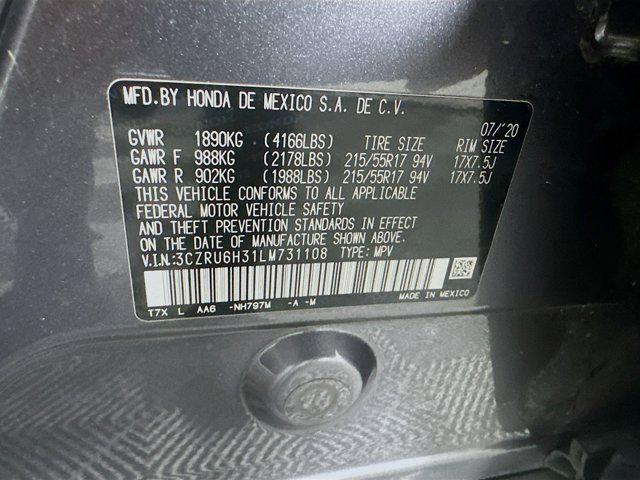 MFD.BY HONDA DE MEXICO S.A. DE C.V.
07/'20
GVWR 1890KG (4166LBS) TIRE SIZE RIM SIZE
GAWR F 988KG (2178LBS) 215/55R17 94V 17X7.5J
GAWR R 902KG (1988LBS) 215/55R17 94V 17X7.5J
THIS VEHICLE CONFORMS TO ALL APPLICABLE
FEDERAL MOTOR VEHICLE SAFETY
AND THEFT PREVENTION STANDARDS IN EFFECT
ON THE DATE OF MANUFACTURE SHOWN ABOVE.
V.I.N:3CZRU6H31LM731108 TYPE: MPV
T7X L AA6 -NH797M -A -M MADE IN MEXICO